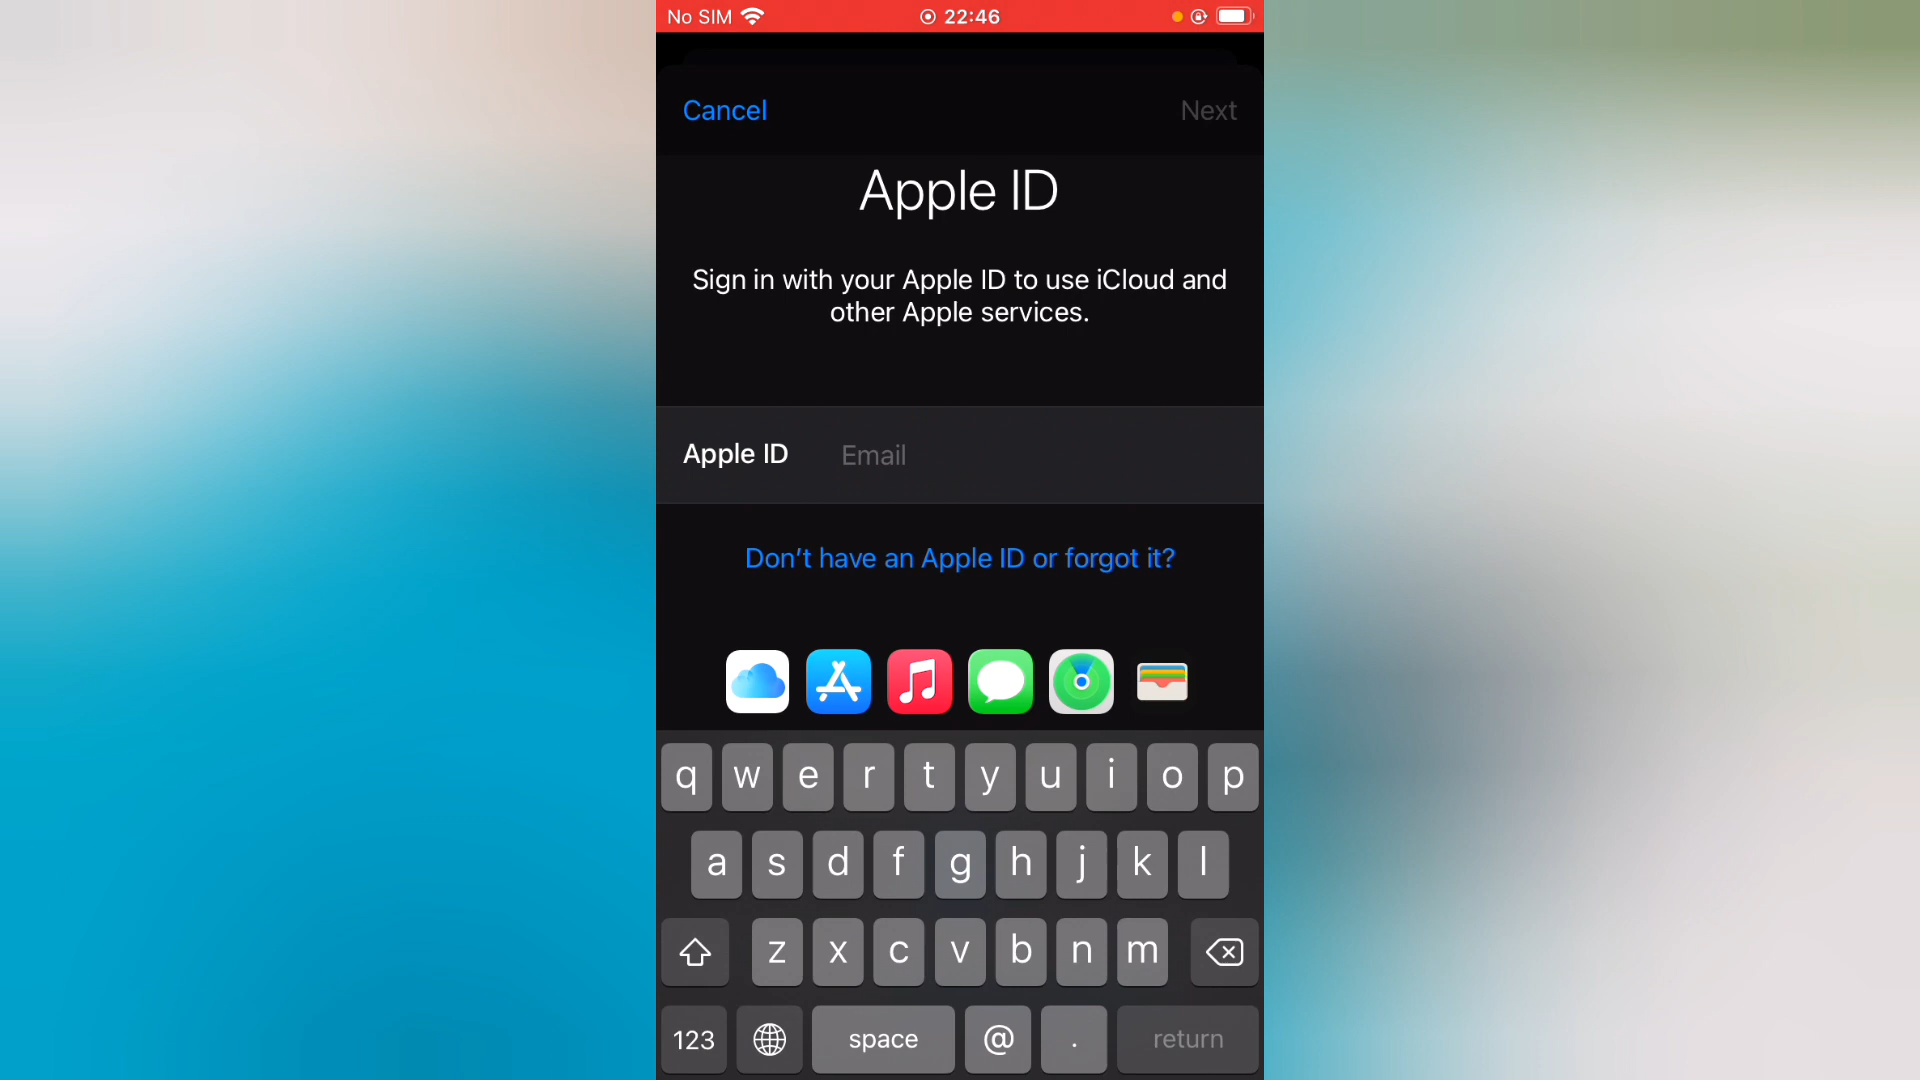 No SIM 22:46
Cancel Next
Apple ID
Sign in with your Apple ID to use iCloud and
other Apple services.
Apple ID Email
Don't have an Apple ID or forgot it?
q w e r t y u i o p
a s d f g h j k l
z x c v b n m
123 space @ . return